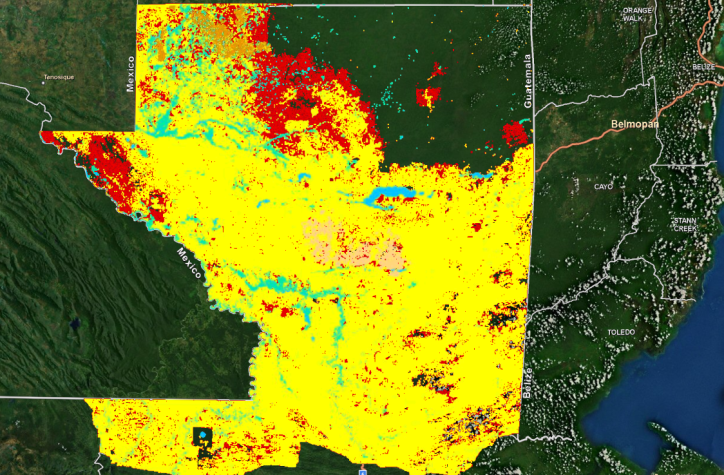 ORANGE
WALK
Tenosique
Mexico
Guatemala
BELIZE
Belmopan
CAYO
STANN
CREEK
Mexico
TOLEDO
Belize